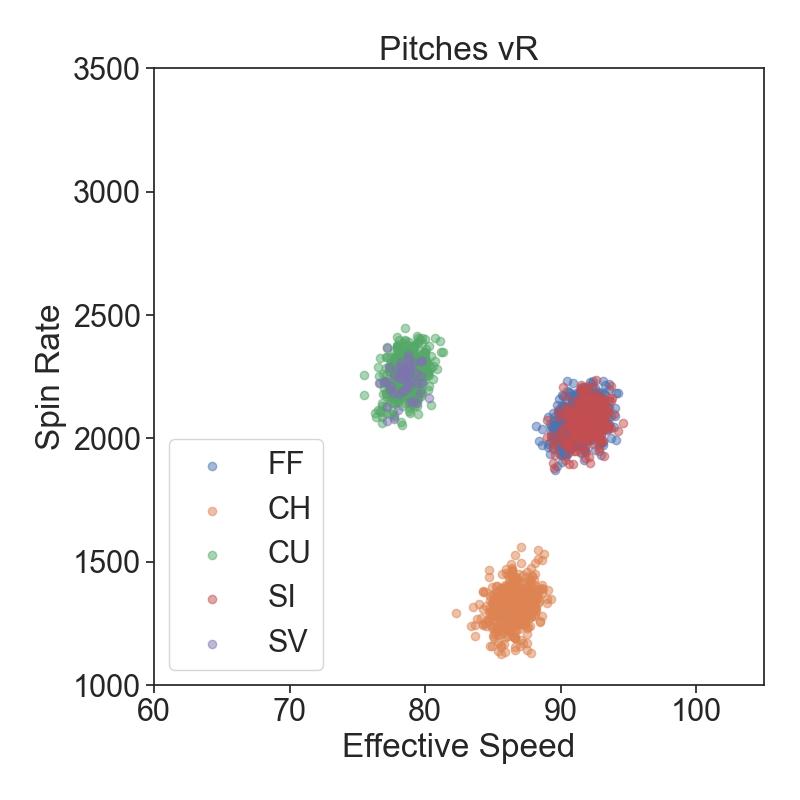 Pitches vR
3500
3000
2500
2000
1500
1000
Spin Rate
FF
CH
CU
SI
SV
60 70 80 90 100
Effective Speed